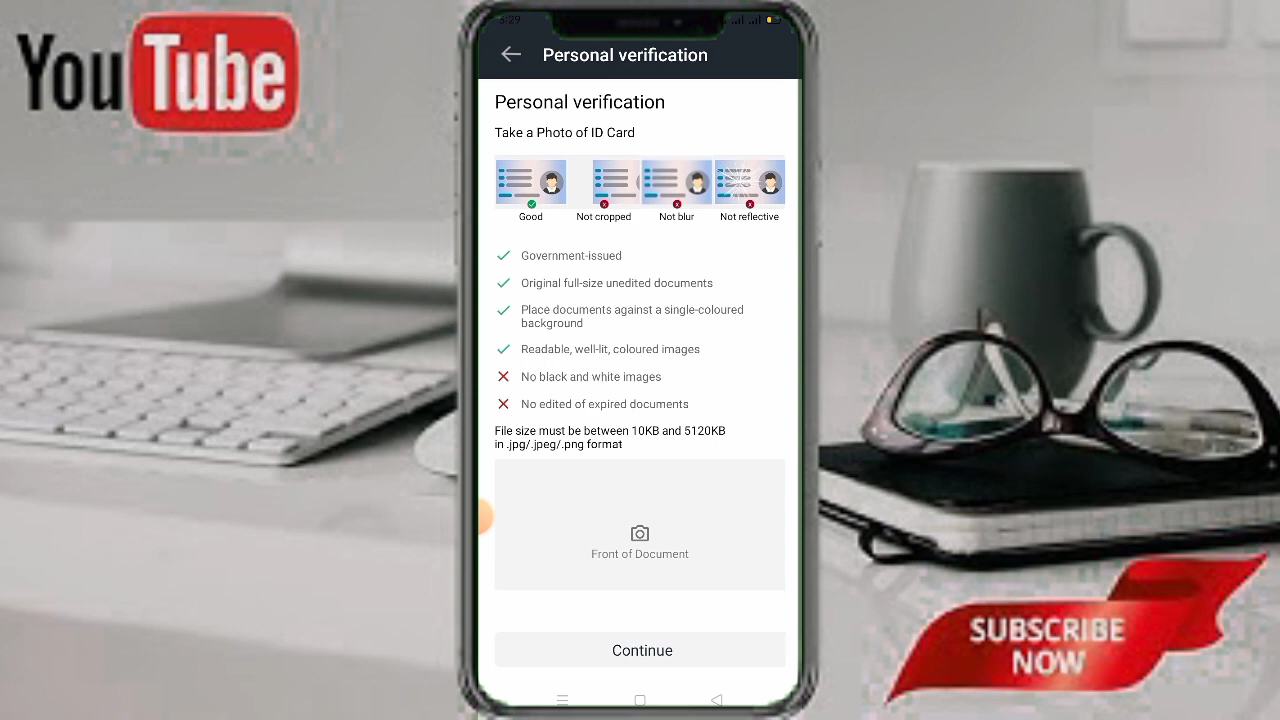 YouTube
6:29
Personal verification
Personal verification
Take a Photo of ID Card
Good
Not cropped
Not blur
Not reflective
Government-issued
Original full-size unedited documents
Place documents against a single-coloured
background
Readable, well-lit, coloured images
No black and white images
No edited of expired documents
File size must be between 10KB and 5120KB
in .jpg/.jpeg/.png format
Front of Document
Continue
SUBSCRIBE
NOW